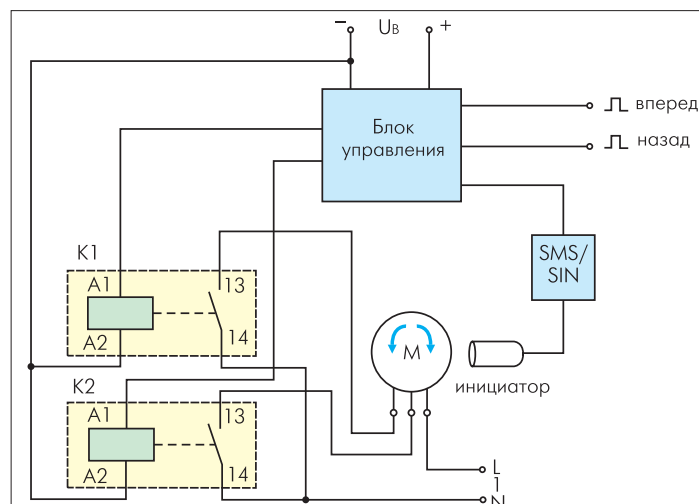 − UB +
Блок
управления
вперед
назад
SMS/
SIN
K1
A1
13
A2
14
M
инициатор
K2
A1
13
A2
14
L
1
N